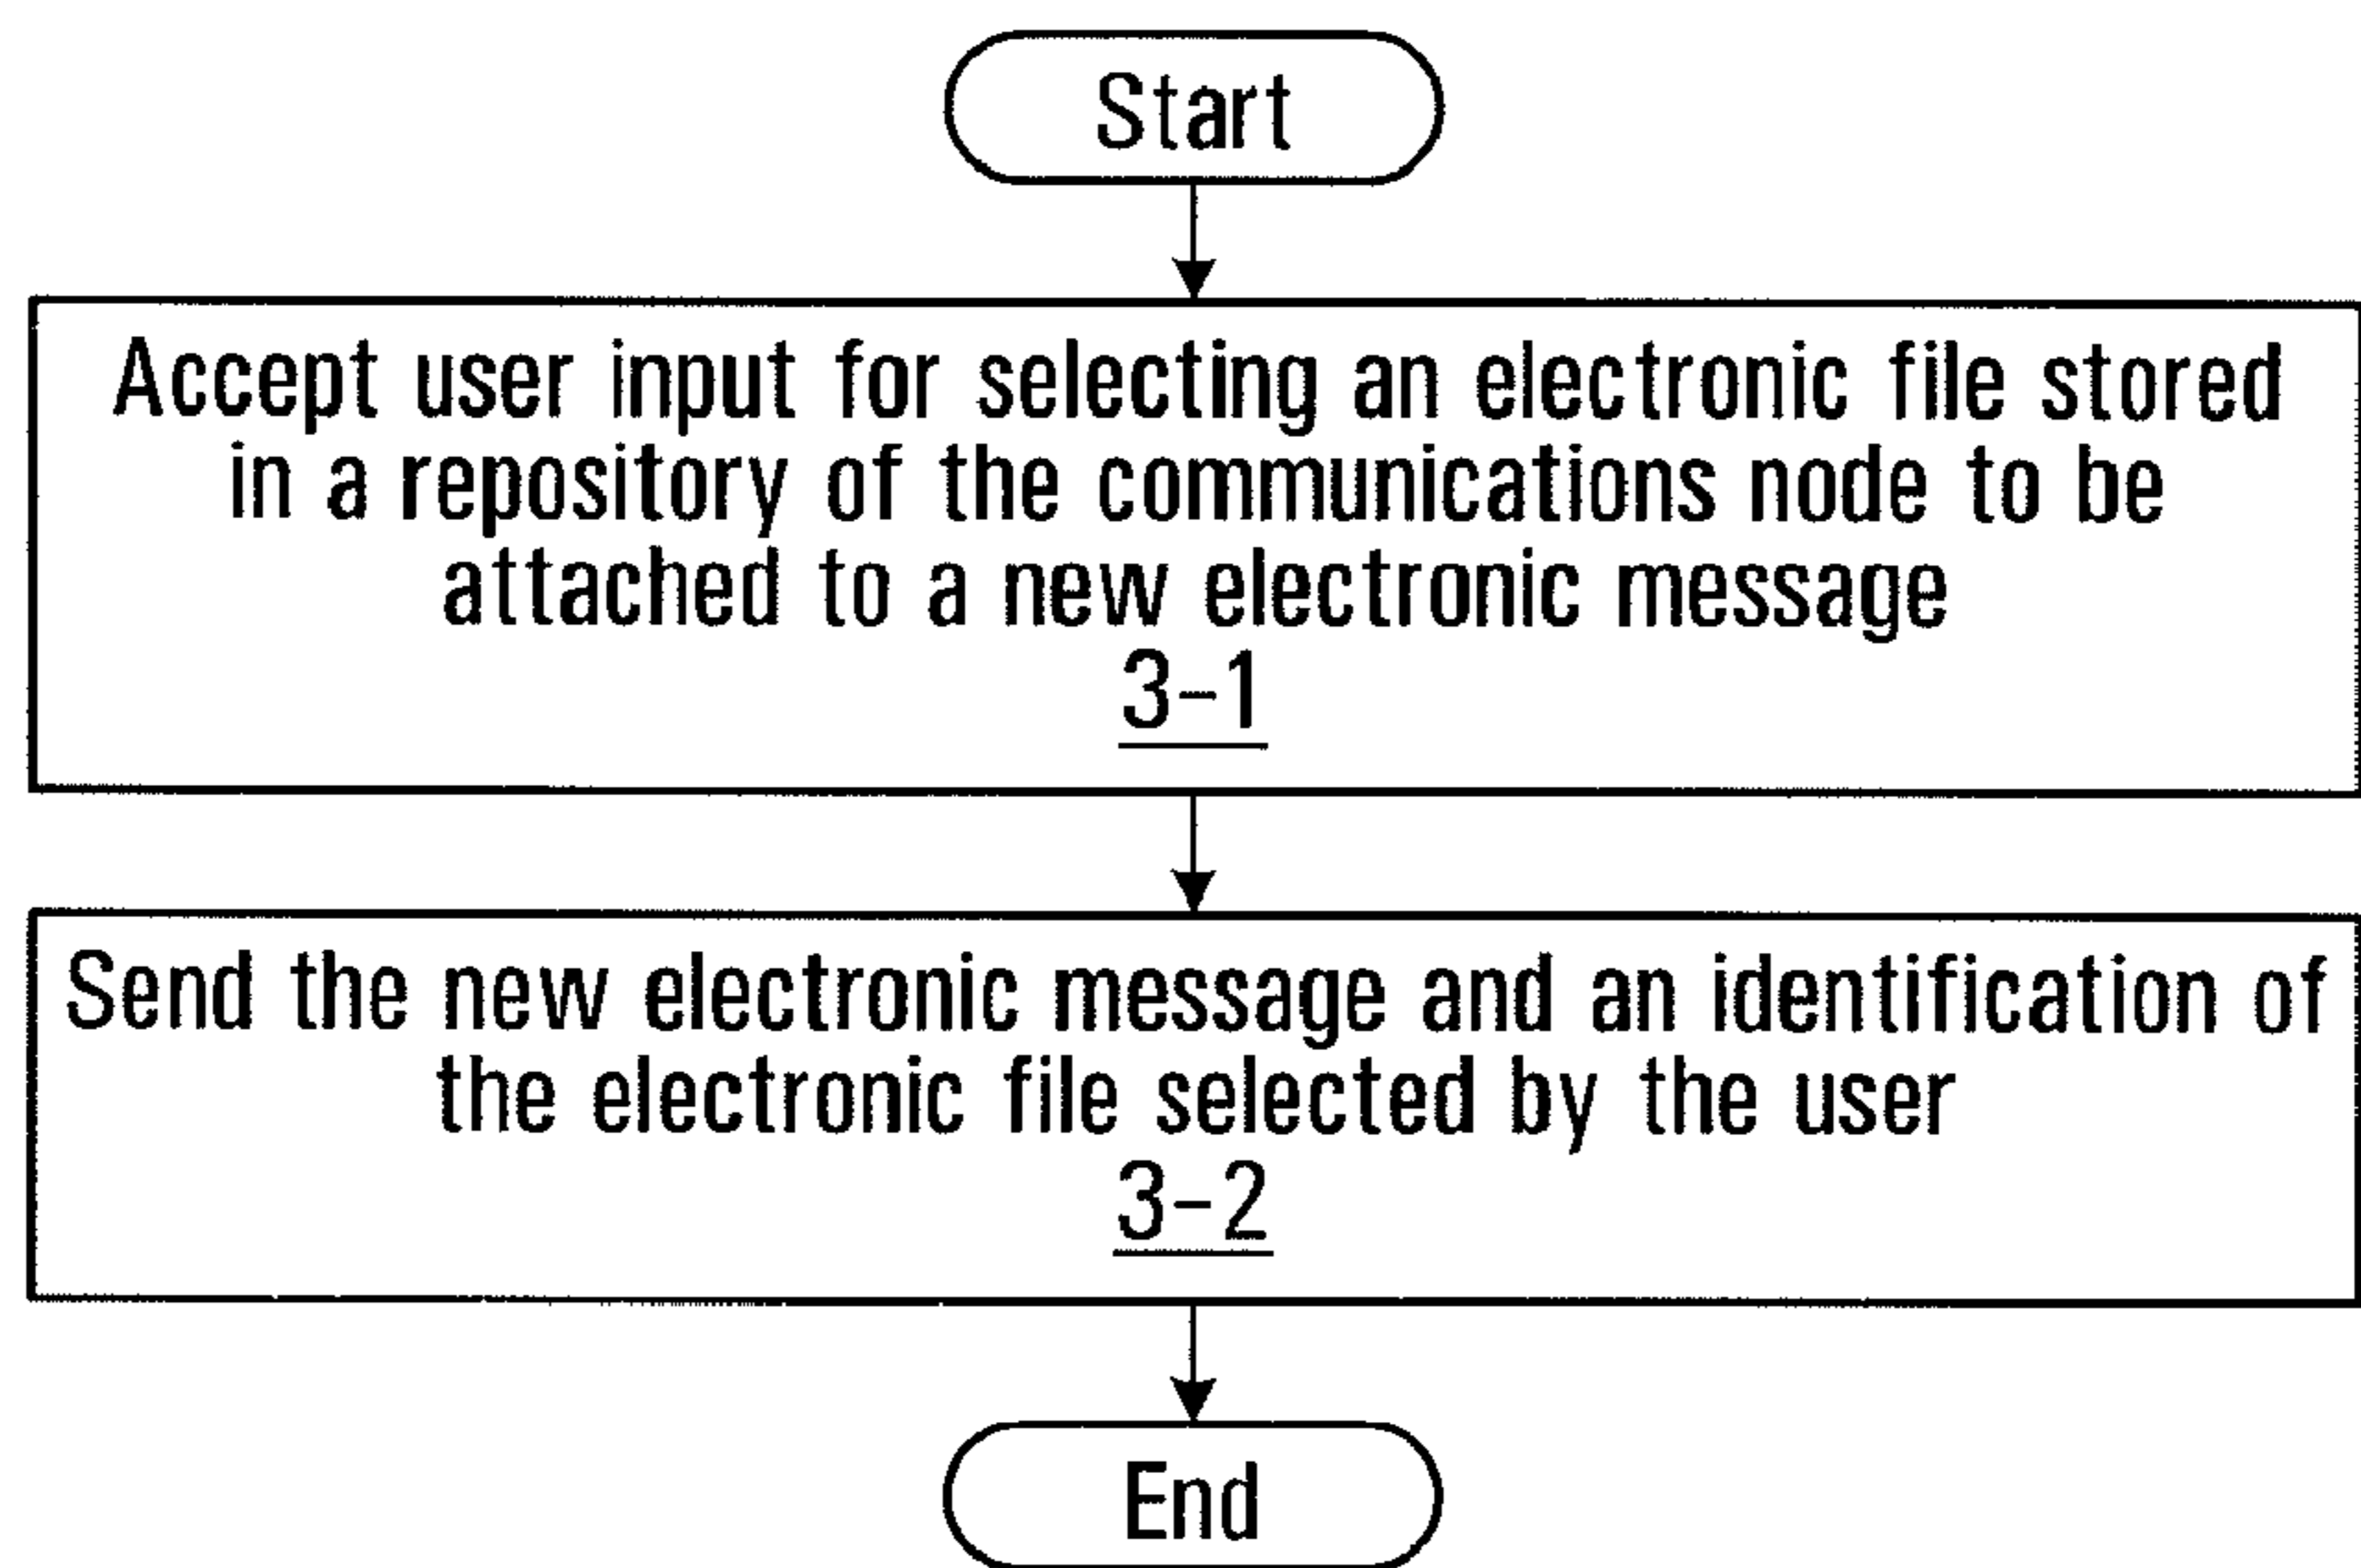 Start
Accept user input for selecting an electronic file stored
in a repository of the communications node to be
attached to a new electronic message
3-1
Send the new electronic message and an identification of
the electronic file selected by the user
3-2
End